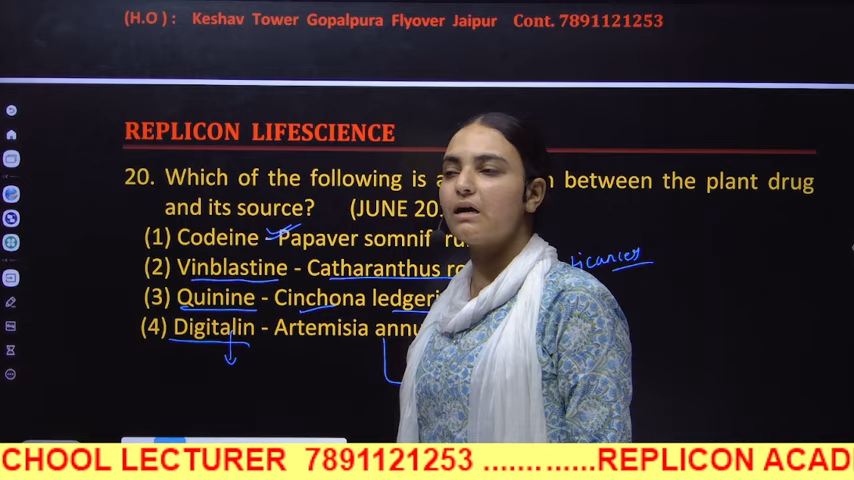 (H.O) : Keshav Tower Gopalpura Flyover Jaipur Cont. 7891121253
REPLICON LIFESCIENCE
20. Which of the following is a between the plant drug
and its source? (JUNE 20
(1) Codeine - Papaver somnif
(2) Vinblastine - Catharanthus ro
(3) Quinine - Cinchona ledgeri
(4) Digitalin - Artemisia annu
CHOOL LECTURER 7891121253 .............REPLICON ACAD